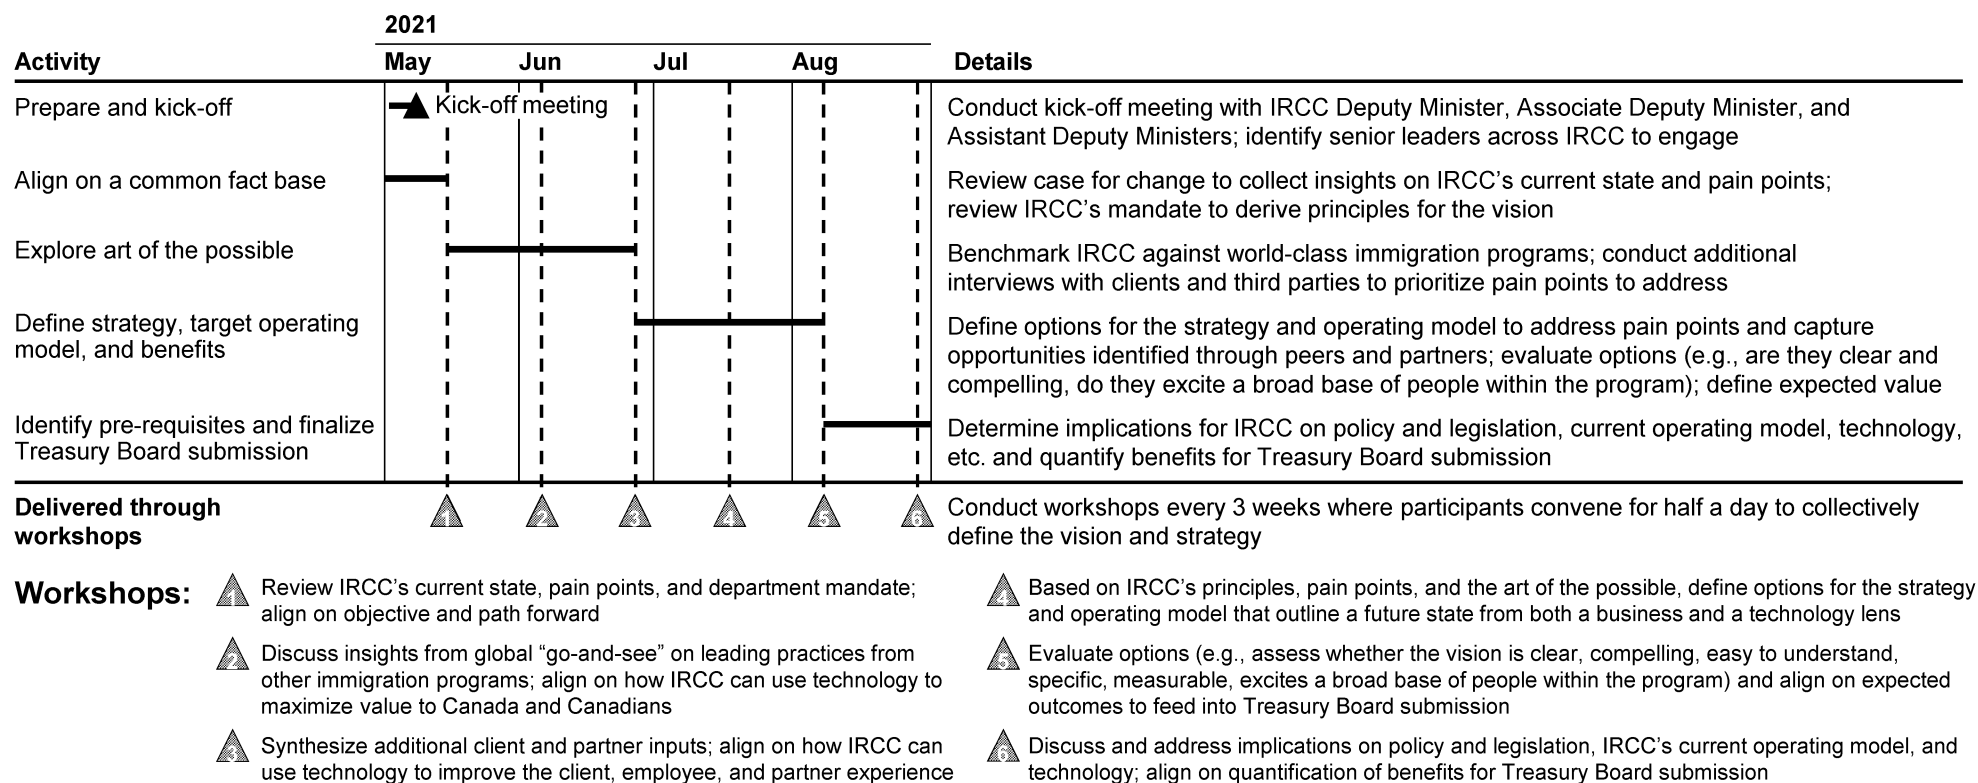 2021
Activity May Jun Jul Aug Details
Prepare and kick-off
Kick-off meeting
Conduct kick-off meeting with IRCC Deputy Minister, Associate Deputy Minister, and
Assistant Deputy Ministers; identify senior leaders across IRCC to engage
Align on a common fact base
Review case for change to collect insights on IRCC’s current state and pain points;
review IRCC’s mandate to derive principles for the vision
Explore art of the possible
Benchmark IRCC against world-class immigration programs; conduct additional
interviews with clients and third parties to prioritize pain points to address
Define strategy, target operating
model, and benefits
Define options for the strategy and operating model to address pain points and capture
opportunities identified through peers and partners; evaluate options (e.g., are they clear and
compelling, do they excite a broad base of people within the program); define expected value
Identify pre-requisites and finalize
Treasury Board submission
Determine implications for IRCC on policy and legislation, current operating model, technology,
etc. and quantify benefits for Treasury Board submission
Delivered through
workshops
1 2 3 4 5 6
Conduct workshops every 3 weeks where participants convene for half a day to collectively
define the vision and strategy
Workshops:
1 Review IRCC’s current state, pain points, and department mandate;
align on objective and path forward
2 Discuss insights from global “go-and-see” on leading practices from
other immigration programs; align on how IRCC can use technology to
maximize value to Canada and Canadians
3 Synthesize additional client and partner inputs; align on how IRCC can
use technology to improve the client, employee, and partner experience
4 Based on IRCC’s principles, pain points, and the art of the possible, define options for the strategy
and operating model that outline a future state from both a business and a technology lens
5 Evaluate options (e.g., assess whether the vision is clear, compelling, easy to understand,
specific, measurable, excites a broad base of people within the program) and align on expected
outcomes to feed into Treasury Board submission
6 Discuss and address implications on policy and legislation, IRCC’s current operating model, and
technology; align on quantification of benefits for Treasury Board submission